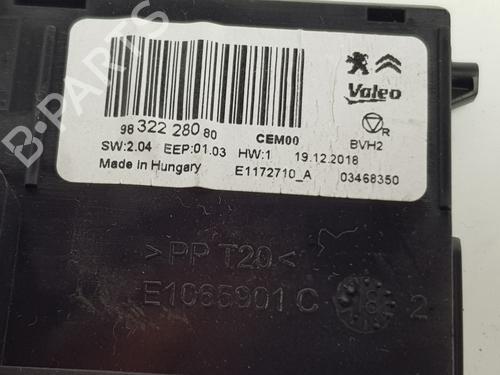 Valeo
R
98 322 280 80
CEM00
BVH2
SW:2.04 EEP:01.03 HW:1 19.12.2018
Made in Hungary E1172710_A 03468350
>PP T20<
E1065901 C 2
B-PARTS